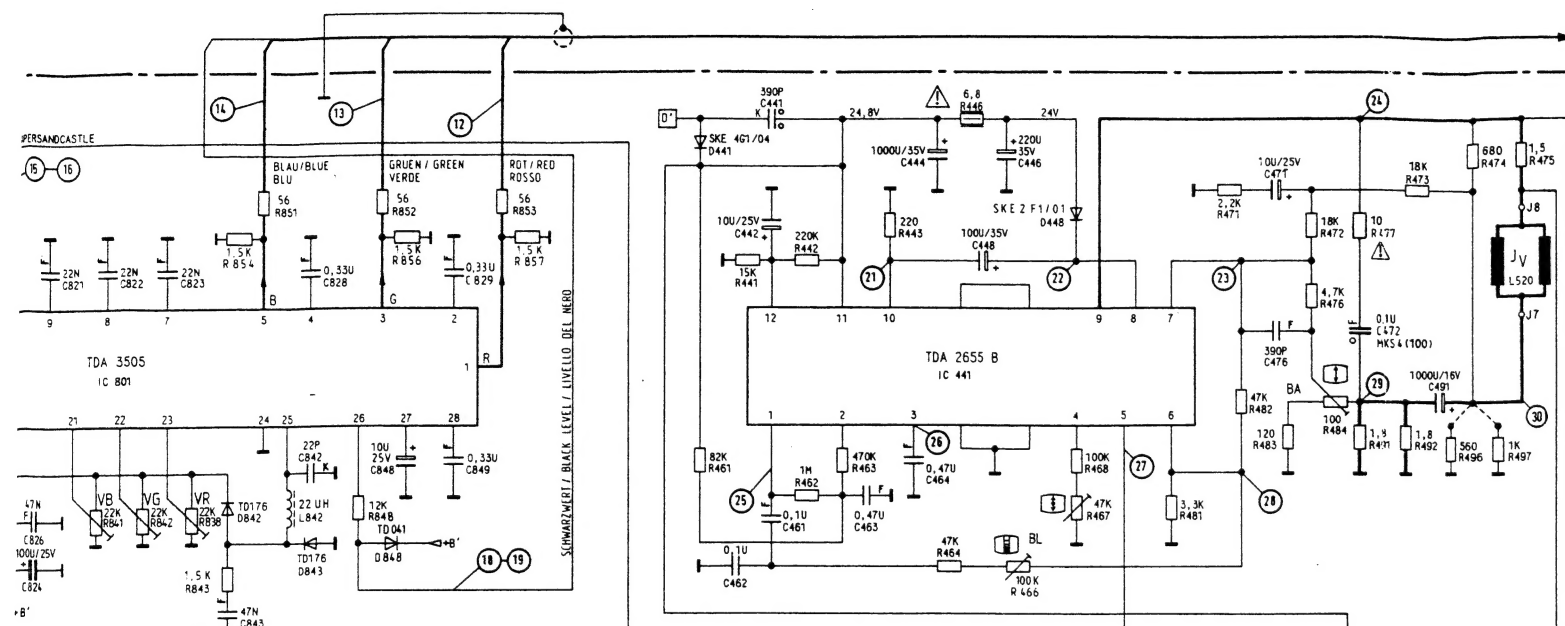 PERSANDCASTLE
15
16
14
13
12
BLAU/BLUE
BLU
GRUEN/GREEN
VERDE
ROT/RED
ROSSO
56
R851
56
R852
56
R853
1,5K
R854
1,5K
R856
1,5K
R857
F
22N
C821
F
22N
C822
F
22N
C823
F
0,33U
C828
F
0,33U
C829
B
G
R
9
8
7
5
4
3
2
1
TDA 3505
IC 801
21
22
23
24
25
26
27
28
VB
22K
R841
VG
22K
R842
VR
22K
R838
TD176
D842
22P
C842
K
22UH
L842
TD176
D843
10U
25V
C848
F
0,33U
C849
12K
R848
TD041
D848
+B'
18
19
47N
F
C826
100U/25V
C824
+B'
1,5K
R843
F
47N
C843
SCHWARZWERT/BLACK LEVEL/LIVELLO DEL NERO
D'
390P
C441
K
SKE 4G1/04
D441
24,8V
6,8
R446
24V
1000U/35V
C444
220U
35V
C446
SKE 2 F1/01
D448
10U/25V
C442
220K
R442
15K
R441
220
R443
100U/35V
C448
21
22
12
11
10
9
8
7
TDA 2655 B
IC 441
1
2
3
4
5
6
82K
R461
25
1M
R462
470K
R463
F
0,1U
C461
F
0,47U
C463
26
F
0,47U
C464
0,1U
C462
100K
R468
47K
R467
27
47K
R464
BL
100K
R466
3,3K
R481
28
24
10U/25V
C471
2,2K
R471
18K
R473
680
R474
1,5
R475
18K
R472
10
R477
23
4,7K
R476
F
390P
C476
F
0,1U
C472
MKS4(100)
J8
JV
L520
J7
47K
R482
BA
100
R484
120
R483
29
1,8
R491
1,8
R492
1000U/16V
C491
30
560
R496
1K
R497